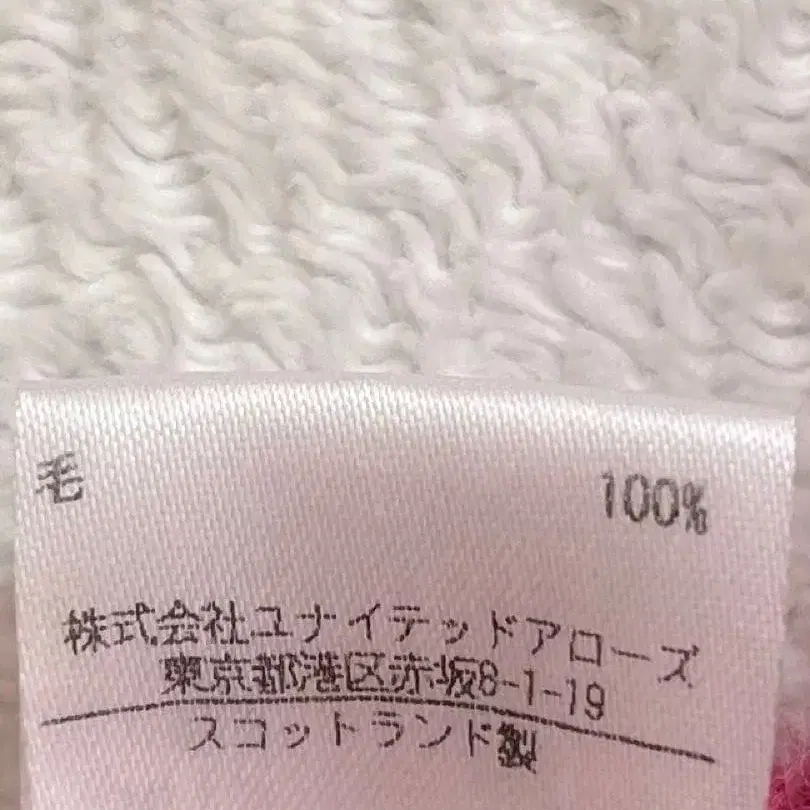 毛 100%
株式会社ユナイテッドアローズ
東京都港区赤坂8-1-19
スコットランド製